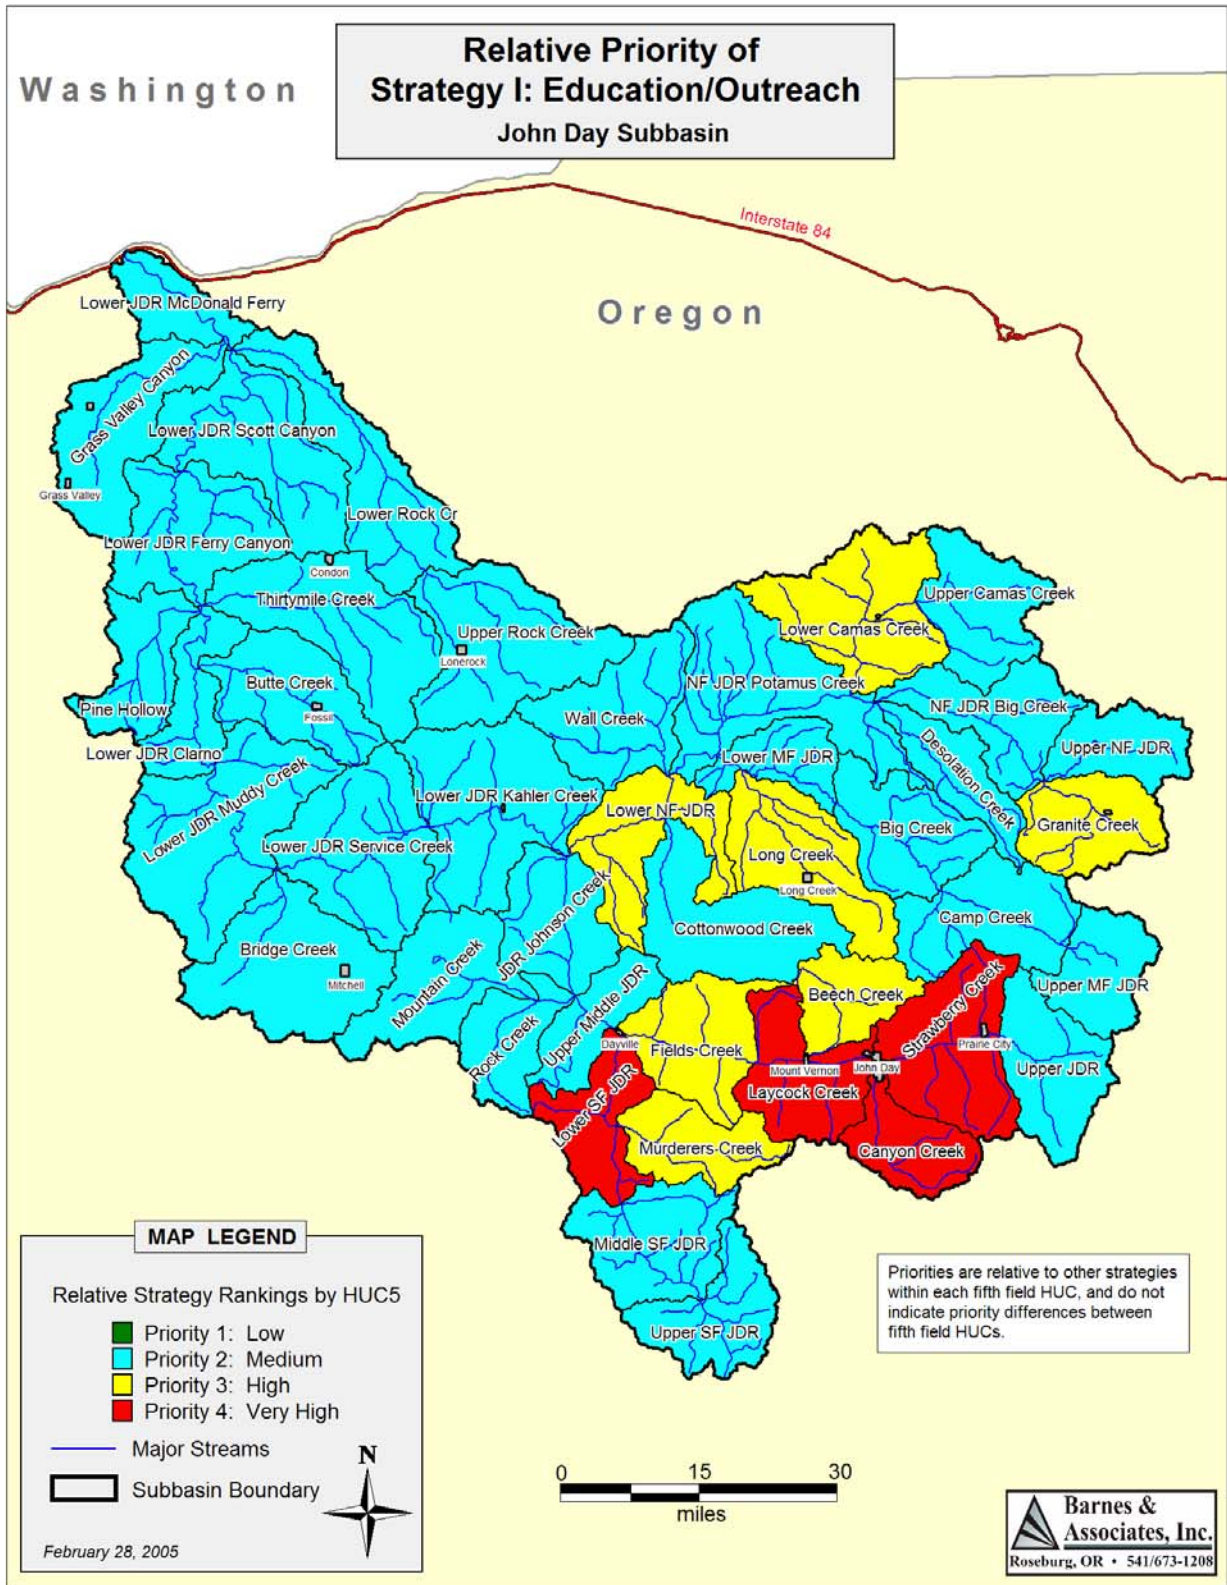 Relative Priority of
Strategy I: Education/Outreach
John Day Subbasin
Washington
Interstate 84
Oregon
Lower JDR McDonald Ferry
Grass Valley Canyon
Lower JDR Scott Canyon
Grass Valley
Lower Rock Cr
Lower JDR Ferry Canyon
Condon
Thirtymile Creek
Upper Rock Creek
Lonerock
Upper Camas Creek
Lower Camas Creek
NF JDR Potamus Creek
Butte Creek
Fossil
Pine Hollow
Wall Creek
NF JDR Big Creek
Lower JDR Clarno
Lower MF JDR
Desolation Creek
Upper NF JDR
Lower JDR Muddy Creek
Lower JDR Kahler Creek
Lower NF JDR
Big Creek
Granite Creek
Lower JDR Service Creek
Long Creek
Long Creek
JDR Johnson Creek
Cottonwood Creek
Camp Creek
Bridge Creek
Mitchell
Mountain Creek
Upper Middle JDR
Beech Creek
Strawberry Creek
Upper MF JDR
Rock Creek
Dayville
Fields Creek
Mount Vernon
John Day
Prairie City
Upper JDR
Lower SF JDR
Laycock Creek
Murderers Creek
Canyon Creek
Middle SF JDR
Upper SF JDR
MAP LEGEND
Relative Strategy Rankings by HUC5
Priority 1: Low
Priority 2: Medium
Priority 3: High
Priority 4: Very High
Major Streams
Subbasin Boundary
N
February 28, 2005
Priorities are relative to other strategies
within each fifth field HUC, and do not
indicate priority differences between
fifth field HUCs.
0 15 30
miles
Barnes &
Associates, Inc.
Roseburg, OR • 541/673-1208